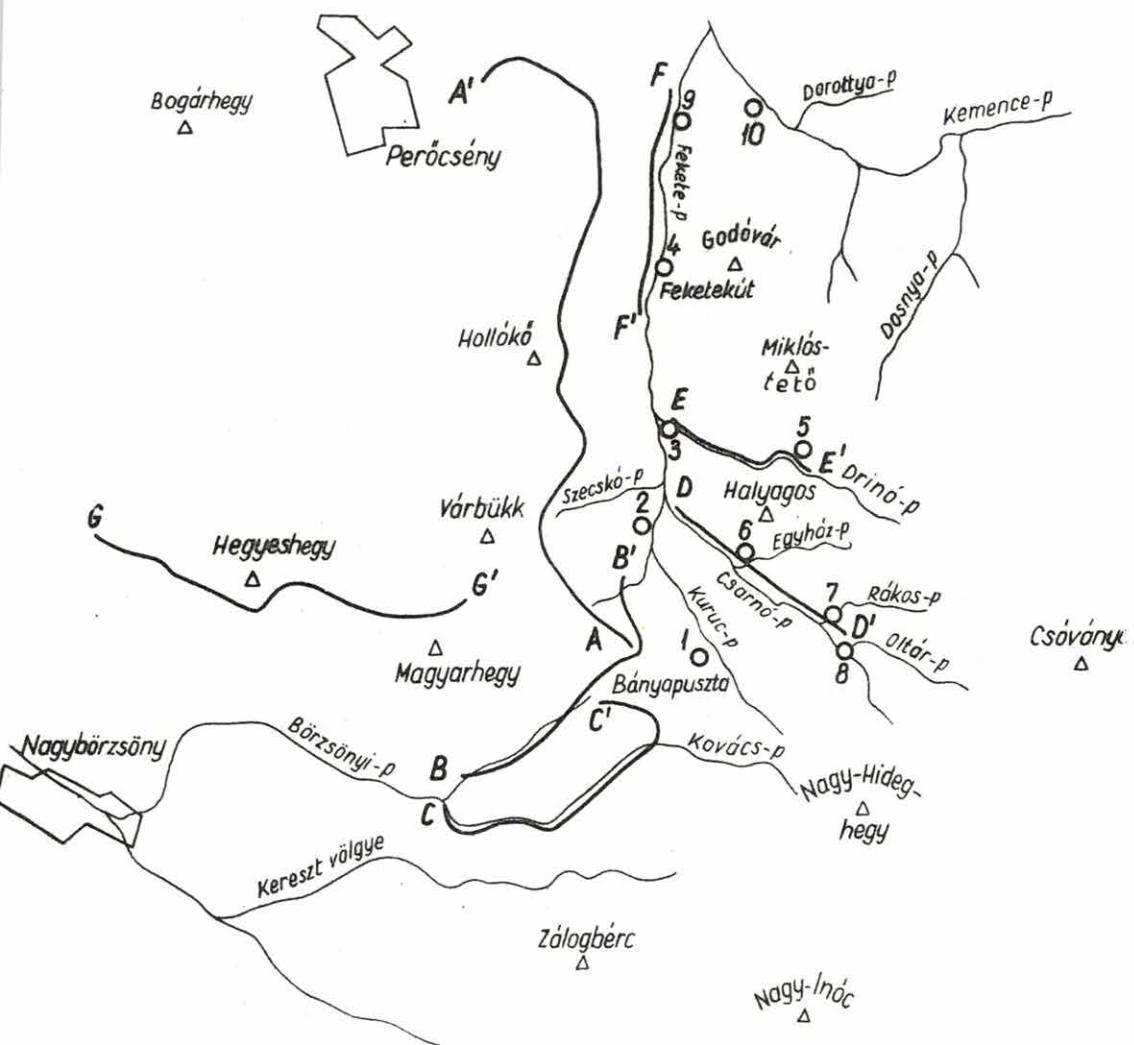 F
A'
9
Dorottya-p
Bogárhegy
10
Kemence-p
Perőcsény
Fekete-p
4
Godóvár
Feketekút
Dosnya-p
F'
Hollókő
Miklós-
tető
E
3
5
E'
Drinó-p
Szecskó-p
D
Halyagos
G
Várbükk
2
6
Egyház-p
Hegyeshegy
B'
Csarnó-p
G'
Kuruc-p
7
Rákos-p
A
1
D'
8
Oltár-p
Csóványo
Magyarhegy
Bányapuszta
C'
Nagybörzsöny
Börzsönyi-p
Kovács-p
B
C
Nagy-Hideg-
hegy
Kereszt völgye
Zálogbérc
Nagy-Inóc